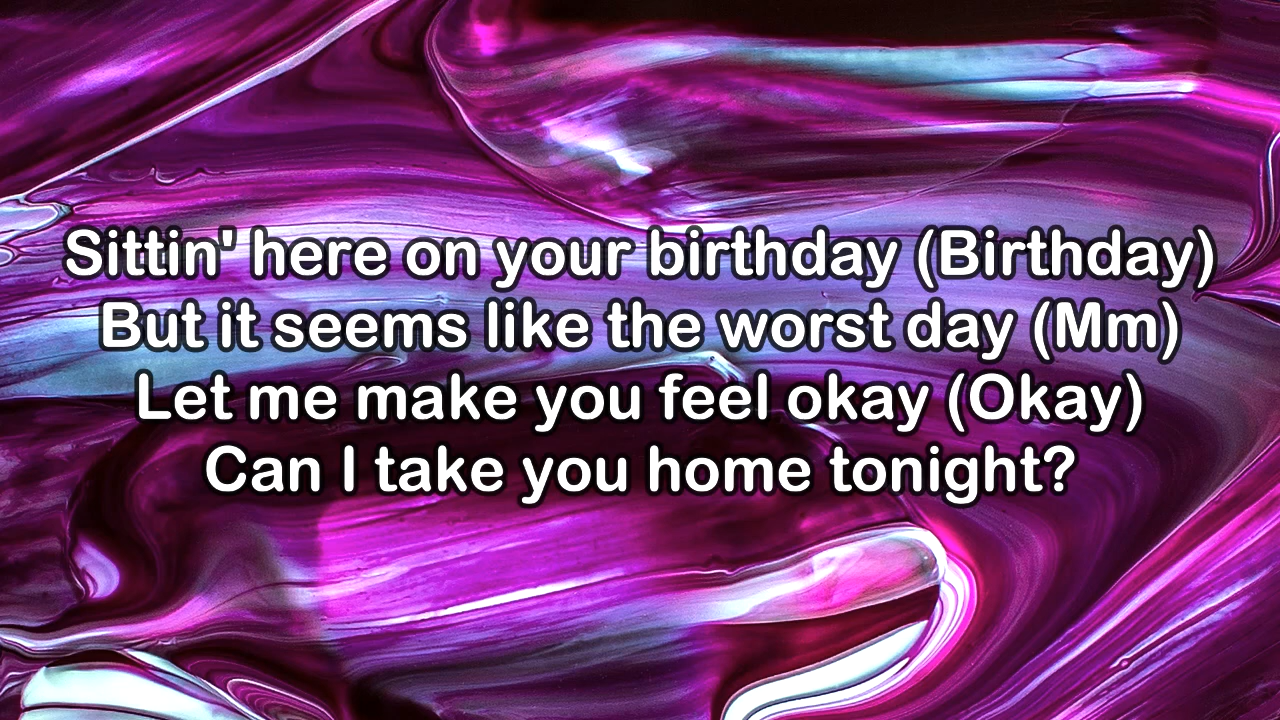 Sittin' here on your birthday (Birthday)
But it seems like the worst day (Mm)
Let me make you feel okay (Okay)
Can I take you home tonight?